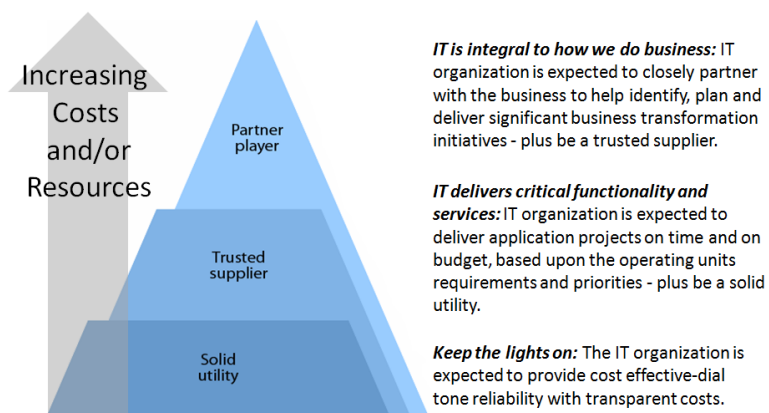 Increasing
Costs
and/or
Resources
Partner
player
Trusted
supplier
Solid
utility
IT is integral to how we do business: IT
organization is expected to closely partner
with the business to help identify, plan and
deliver significant business transformation
initiatives - plus be a trusted supplier.
IT delivers critical functionality and
services: IT organization is expected to
deliver application projects on time and on
budget, based upon the operating units
requirements and priorities - plus be a solid
utility.
Keep the lights on: The IT organization is
expected to provide cost effective-dial
tone reliability with transparent costs.